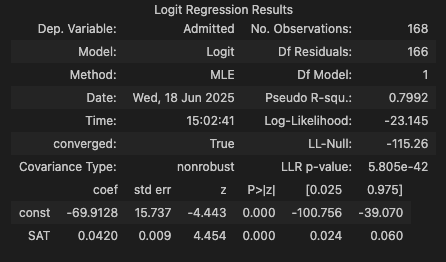 Logit Regression Results
Dep. Variable: Admitted No. Observations: 168
Model: Logit Df Residuals: 166
Method: MLE Df Model: 1
Date: Wed, 18 Jun 2025 Pseudo R-squ.: 0.7992
Time: 15:02:41 Log-Likelihood: -23.145
converged: True LL-Null: -115.26
Covariance Type: nonrobust LLR p-value: 5.805e-42
coef std err z P>|z| [0.025 0.975]
const -69.9128 15.737 -4.443 0.000 -100.756 -39.070
SAT 0.0420 0.009 4.454 0.000 0.024 0.060